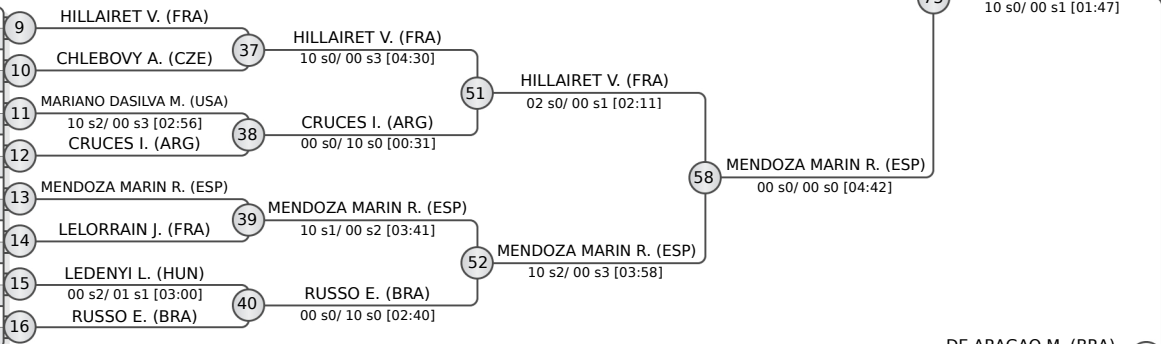 9
HILLAIRET V. (FRA)
10
CHLEBOVY A. (CZE)
37
HILLAIRET V. (FRA)
10 s0/ 00 s3 [04:30]
11
MARIANO DASILVA M. (USA)
10 s2/ 00 s3 [02:56]
12
CRUCES I. (ARG)
38
CRUCES I. (ARG)
00 s0/ 10 s0 [00:31]
51
HILLAIRET V. (FRA)
02 s0/ 00 s1 [02:11]
13
MENDOZA MARIN R. (ESP)
14
LELORRAIN J. (FRA)
39
MENDOZA MARIN R. (ESP)
10 s1/ 00 s2 [03:41]
15
LEDENYI L. (HUN)
00 s2/ 01 s1 [03:00]
16
RUSSO E. (BRA)
40
RUSSO E. (BRA)
00 s0/ 10 s0 [02:40]
52
MENDOZA MARIN R. (ESP)
10 s2/ 00 s3 [03:58]
58
MENDOZA MARIN R. (ESP)
00 s0/ 00 s0 [04:42]
10 s0/ 00 s1 [01:47]
DE ARAGAO M. (BRA)